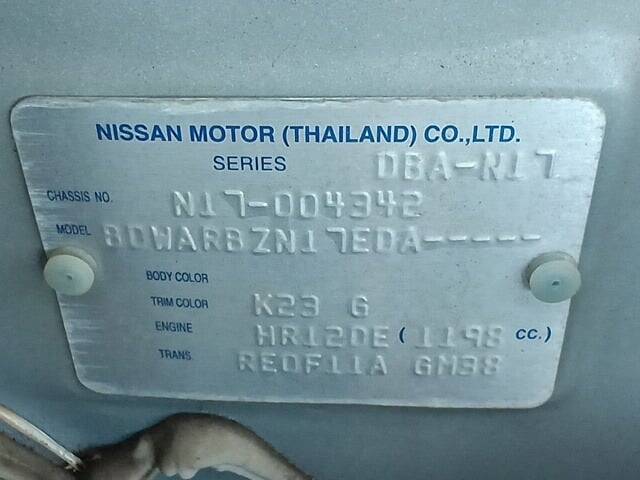 NISSAN MOTOR (THAILAND) CO.,LTD.
SERIES DBA-N17
CHASSIS NO. N17-004342
MODEL BDWARBZN17EDA-----
BODY COLOR
TRIM COLOR K23 G
ENGINE HR12DE (1198 CC.)
TRANS. RE0F11A GM38